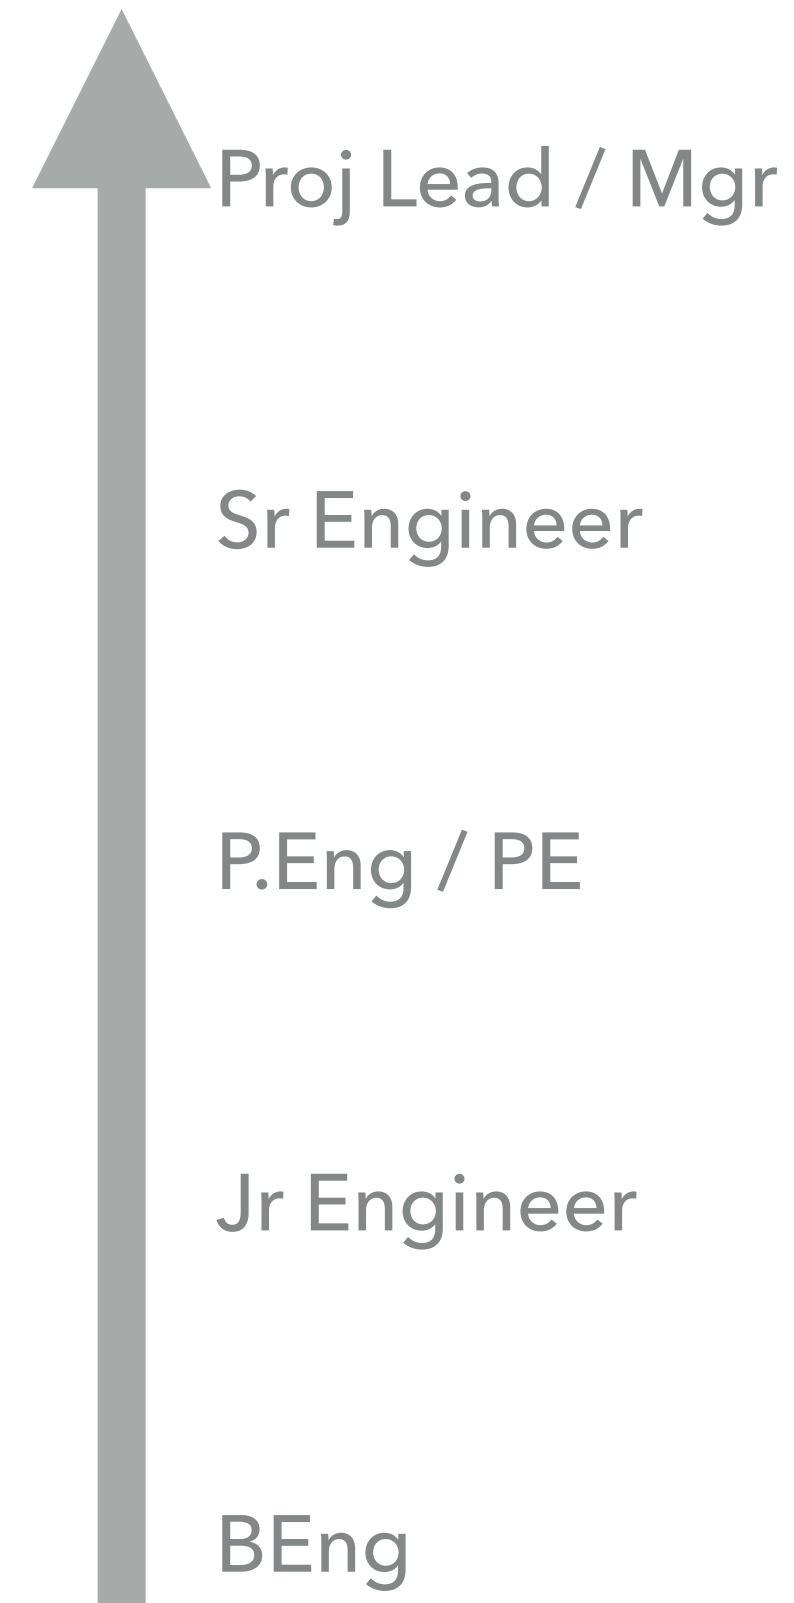 Proj Lead / Mgr
Sr Engineer
P.Eng / PE
Jr Engineer
BEng